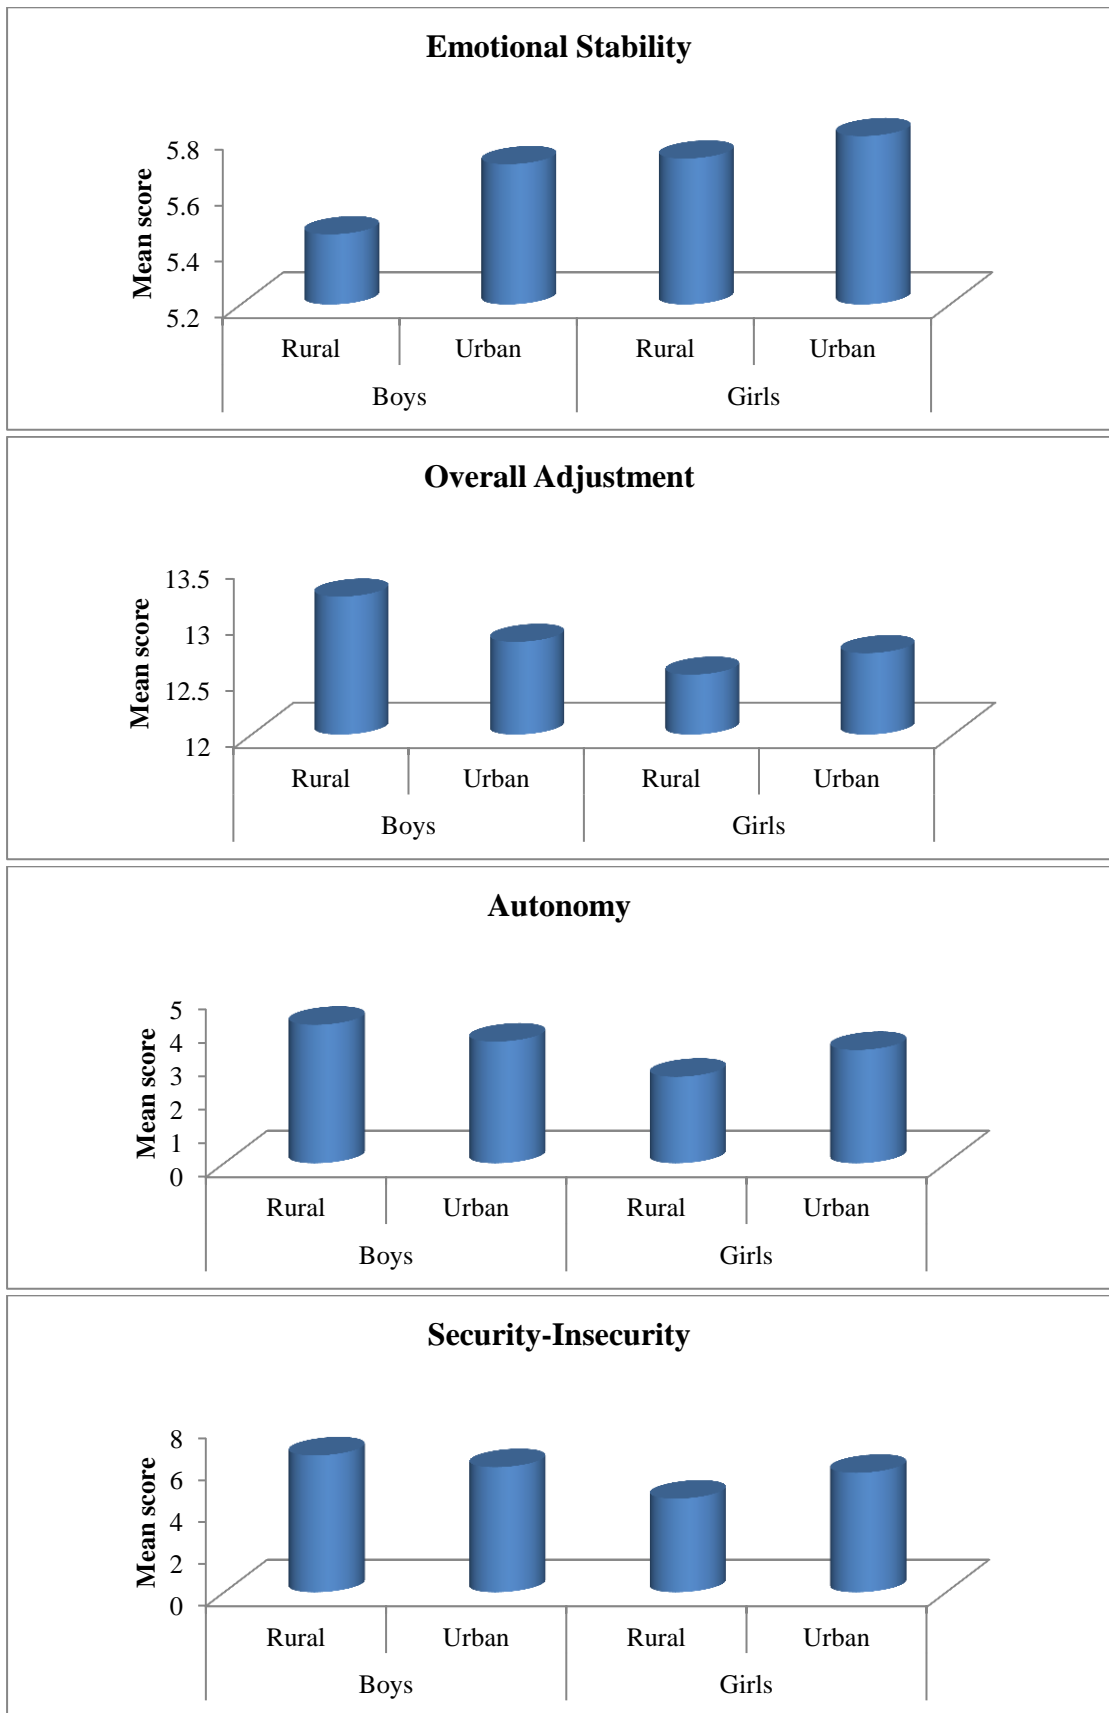 Emotional Stability
Mean score
5.8
5.6
5.4
5.2
Rural Urban Rural Urban
Boys Girls
Overall Adjustment
Mean score
13.5
13
12.5
12
Rural Urban Rural Urban
Boys Girls
Autonomy
Mean score
5
4
3
2
1
0
Rural Urban Rural Urban
Boys Girls
Security-Insecurity
Mean score
8
6
4
2
0
Rural Urban Rural Urban
Boys Girls